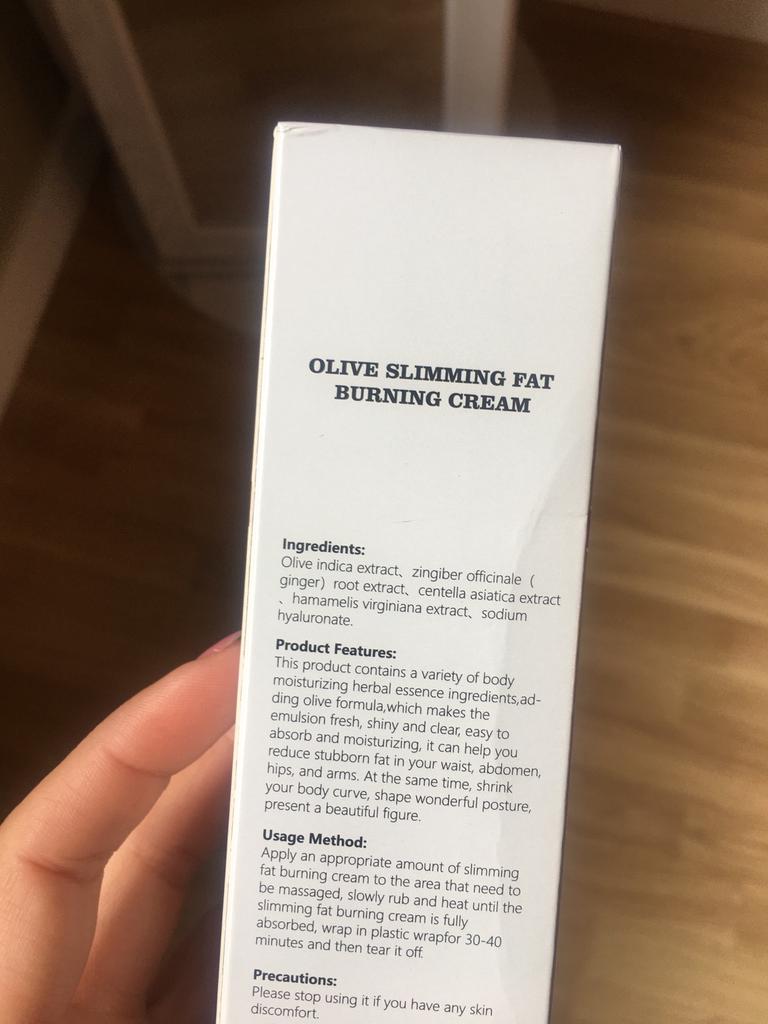 OLIVE SLIMMING FAT
BURNING CREAM
Ingredients:
Olive indica extract、zingiber officinale（
ginger）root extract、centella asiatica extract
、hamamelis virginiana extract、sodium
hyaluronate.
Product Features:
This product contains a variety of body
moisturizing herbal essence ingredients,ad-
ding olive formula,which makes the
emulsion fresh, shiny and clear, easy to
absorb and moisturizing, it can help you
reduce stubborn fat in your waist, abdomen,
hips, and arms. At the same time, shrink
your body curve, shape wonderful posture,
present a beautiful figure.
Usage Method:
Apply an appropriate amount of slimming
fat burning cream to the area that need to
be massaged, slowly rub and heat until the
slimming fat burning cream is fully
absorbed, wrap in plastic wrapfor 30-40
minutes and then tear it off.
Precautions:
Please stop using it if you have any skin
discomfort.